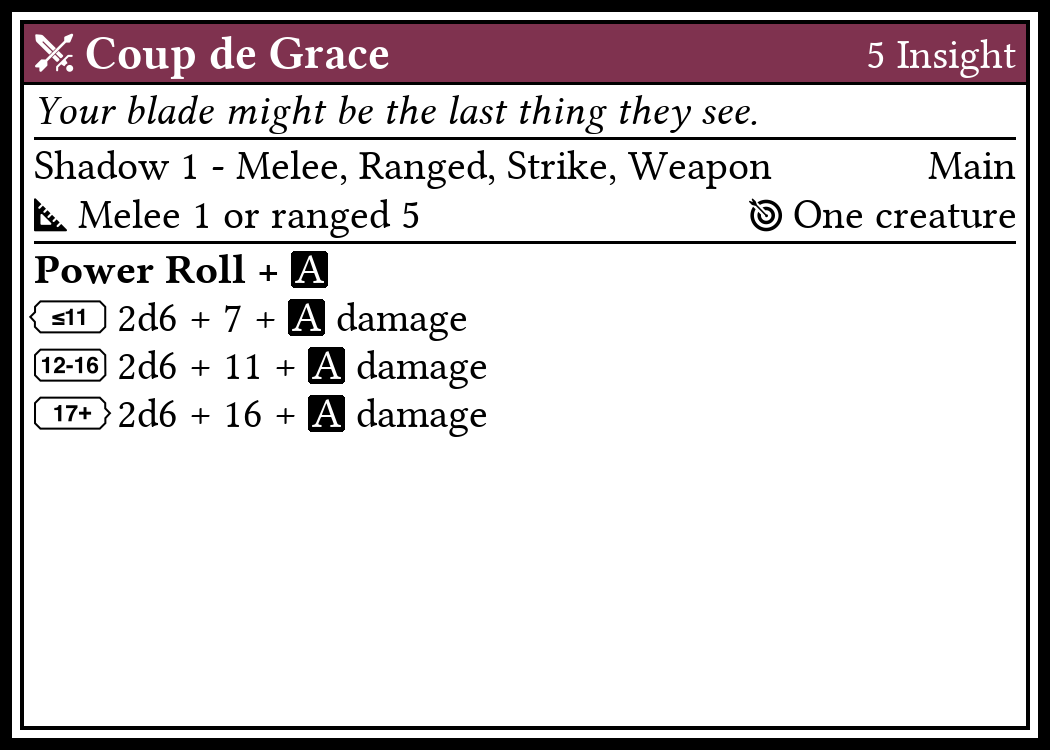 Coup de Grace 5 Insight
Your blade might be the last thing they see.
Shadow 1 - Melee, Ranged, Strike, Weapon Main
Melee 1 or ranged 5 One creature
Power Roll + A
≤11 2d6 + 7 + A damage
12-16 2d6 + 11 + A damage
17+ 2d6 + 16 + A damage